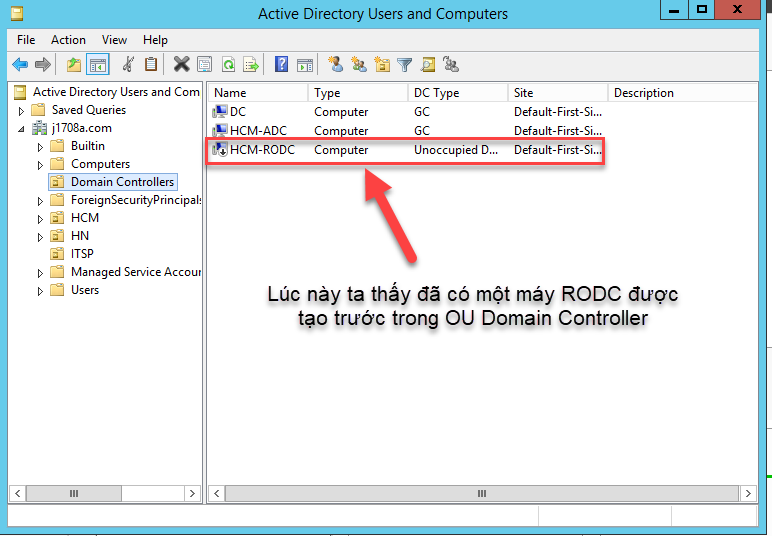 Active Directory Users and Computers
File Action View Help
Active Directory Users and Com
Saved Queries
j1708a.com
Builtin
Computers
Domain Controllers
ForeignSecurityPrincipals
HCM
HN
ITSP
Managed Service Accour
Users
Name Type DC Type Site Description
DC Computer GC Default-First-Si...
HCM-ADC Computer GC Default-First-Si...
HCM-RODC Computer Unoccupied D... Default-First-Si...
Lúc này ta thấy đã có một máy RODC được
tạo trước trong OU Domain Controller